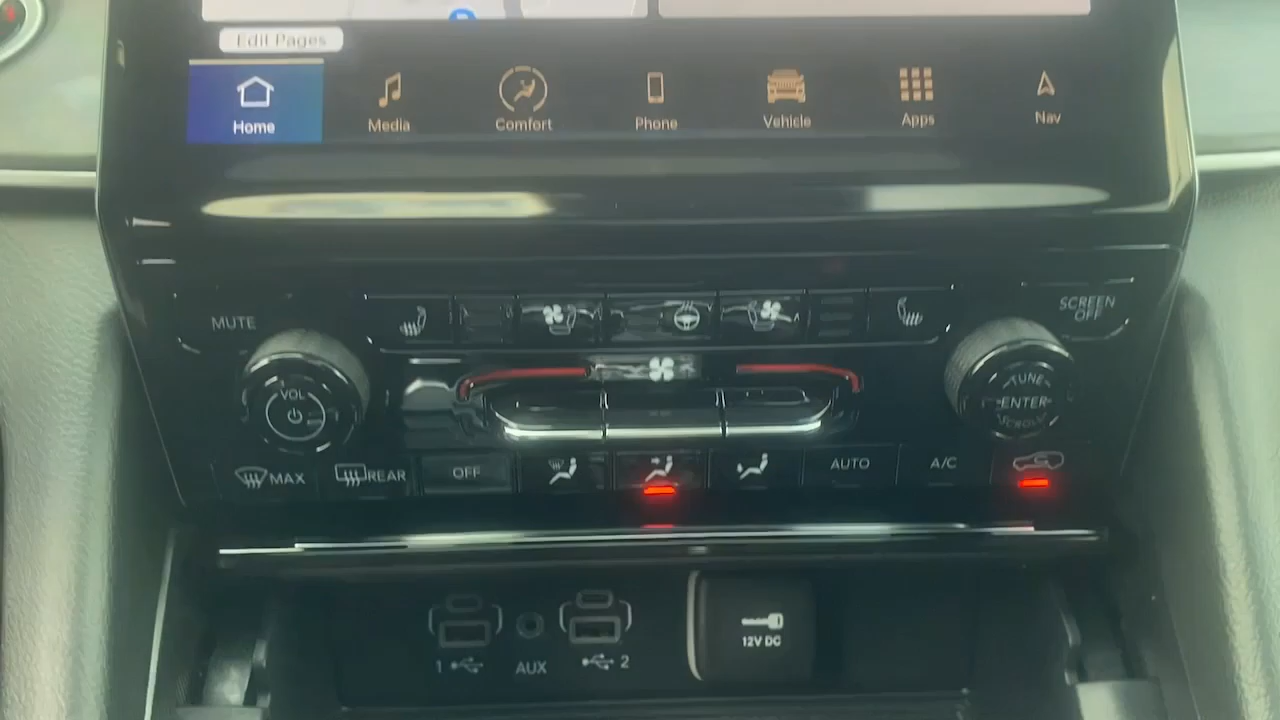 Edit Pages
Home
Media
Comfort
Phone
Vehicle
Apps
Nav
MUTE
SCREEN
OFF
VOL
TUNE
ENTER
SCROLL
MAX
REAR
OFF
AUTO
A/C
12V DC
1
AUX
2